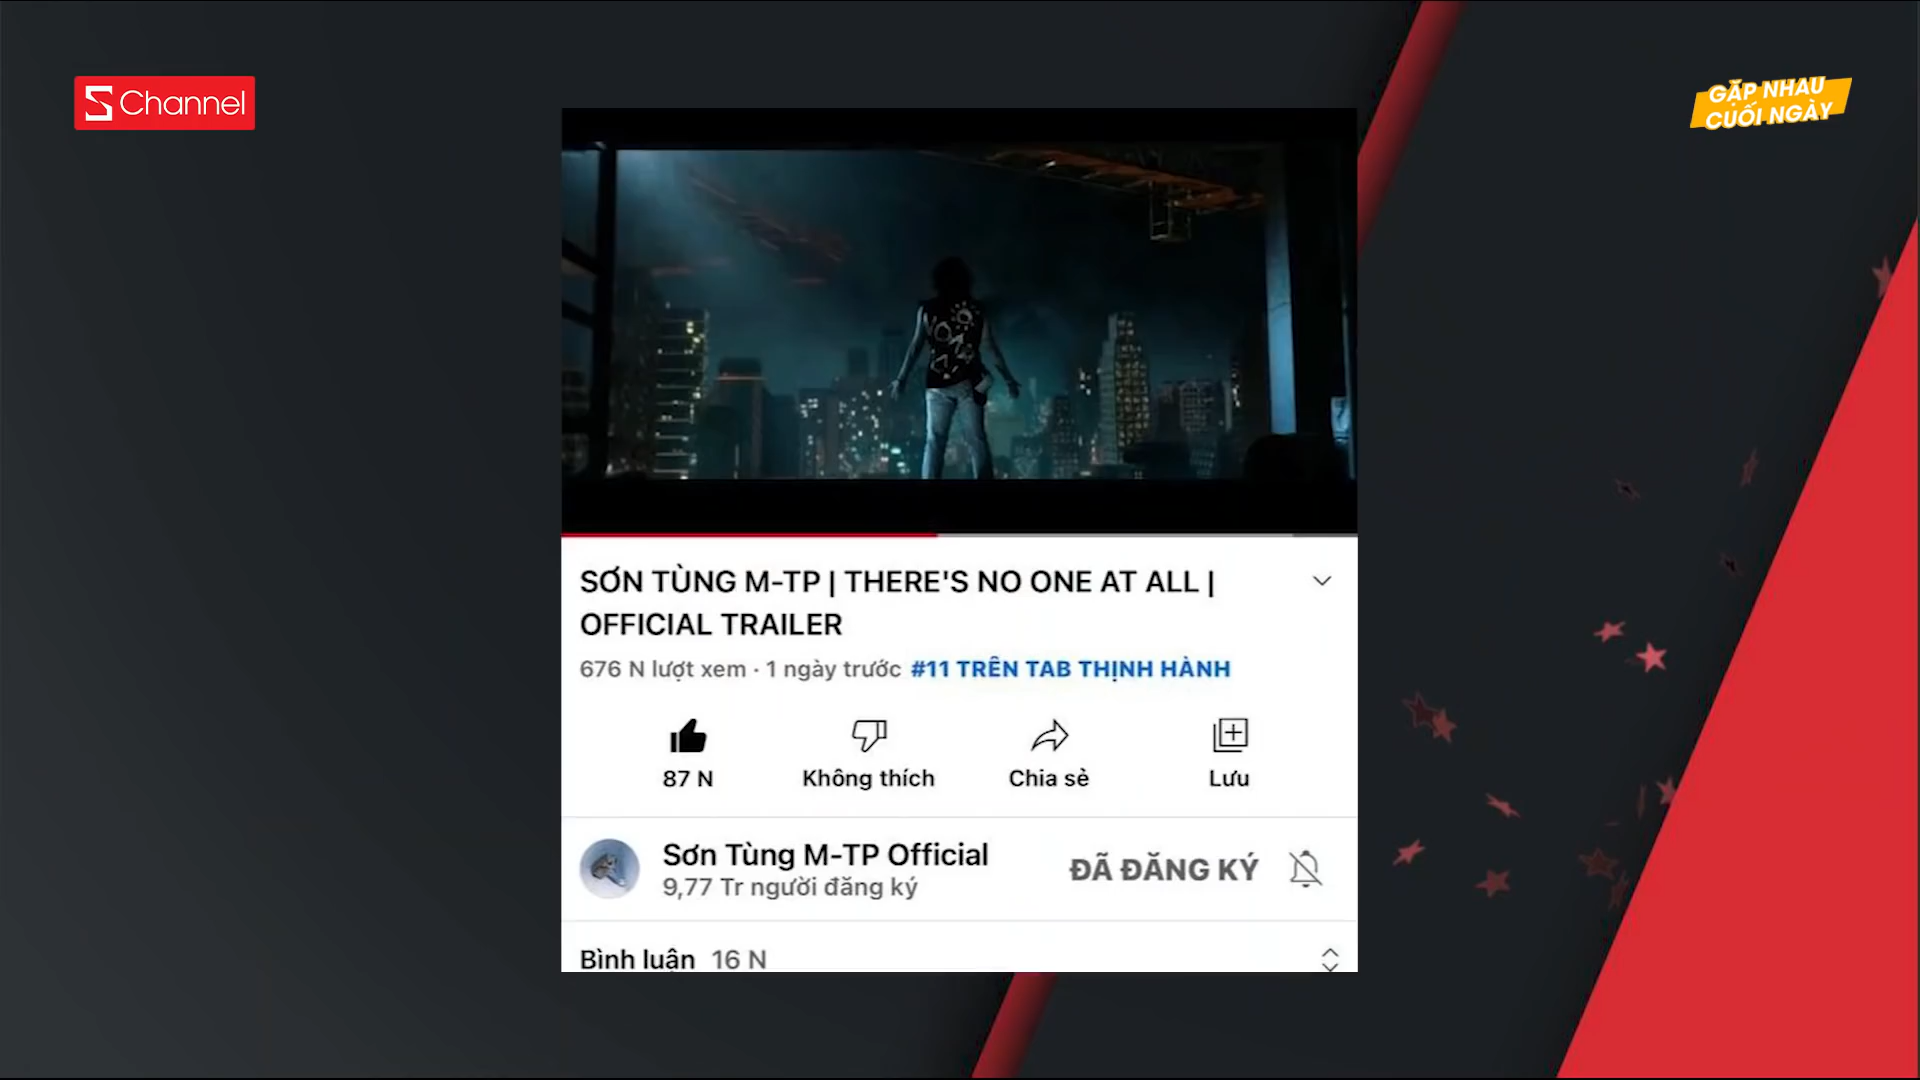 S Channel
GẶP NHAU
CUỐI NGÀY
SƠN TÙNG M-TP | THERE'S NO ONE AT ALL |
OFFICIAL TRAILER
676 N lượt xem · 1 ngày trước #11 TRÊN TAB THỊNH HÀNH
87 N
Không thích
Chia sẻ
Lưu
Sơn Tùng M-TP Official
9,77 Tr người đăng ký
ĐÃ ĐĂNG KÝ
Bình luận 16 N